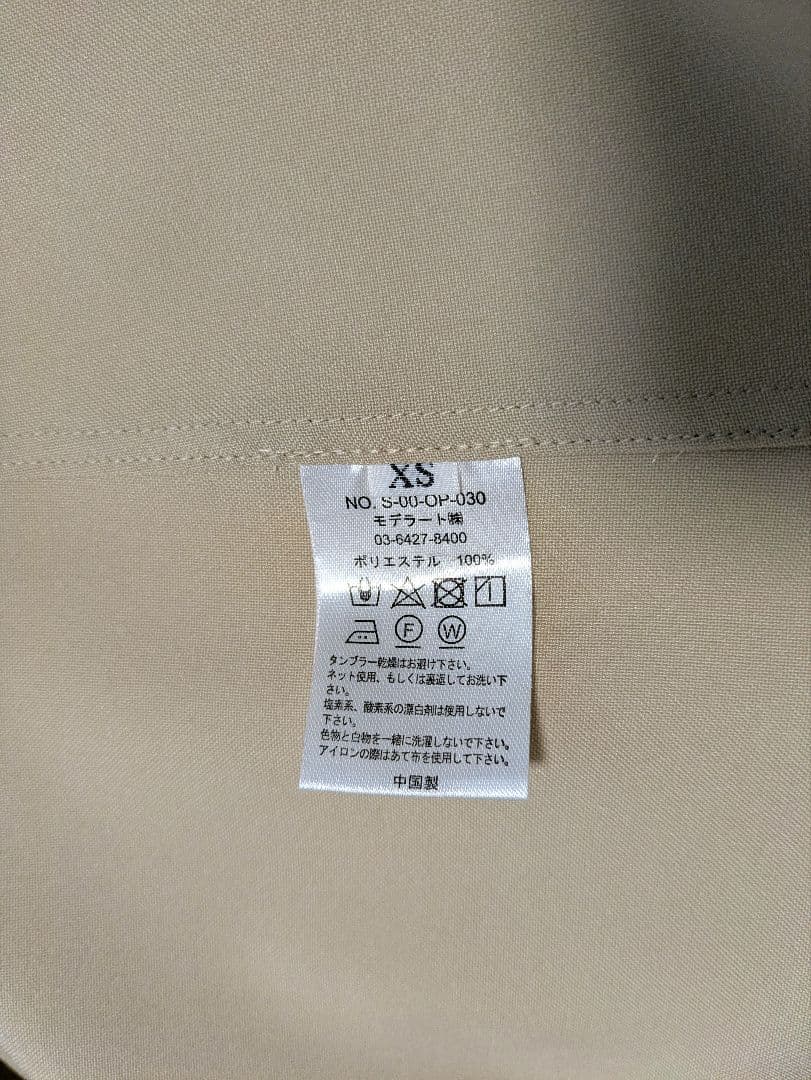 XS
NO. S-00-OP-030
モデラート㈱
03-6427-8400
ポリエステル 100%
F W
タンブラー乾燥はお避け下さい。
ネット使用、もしくは裏返してお洗い下
さい。
塩素系、酸素系の漂白剤は使用しないで
下さい。
色物と白物を一緒に洗濯しないで下さい。
アイロンの際はあて布を使用して下さい。
中国製